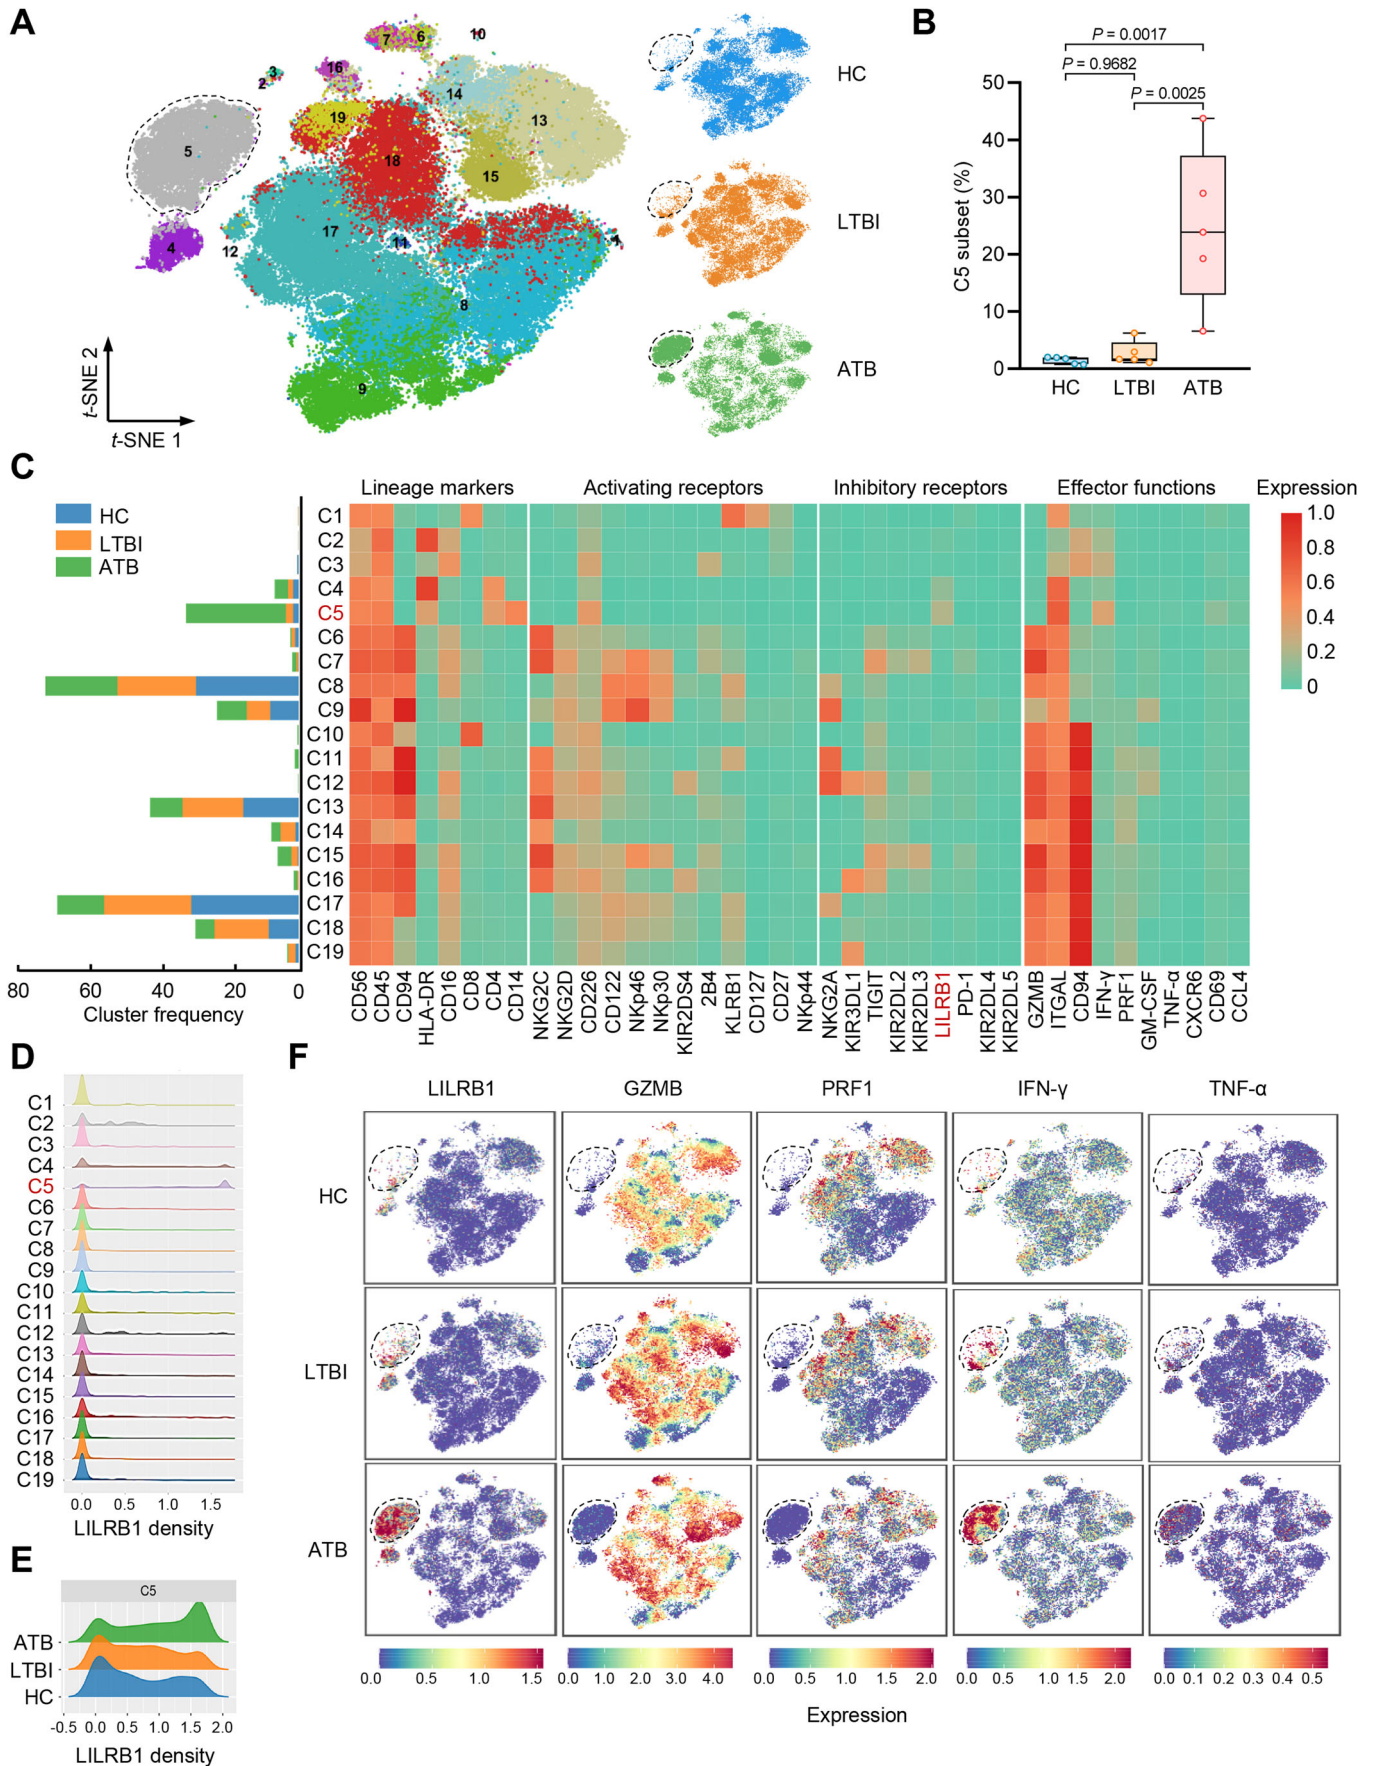 A
7
6
10
3
2
16
14
19
13
5
18
15
17
11
1
4
12
8
9
t-SNE 2
t-SNE 1
HC
LTBI
ATB
B
P = 0.0017
P = 0.9682
P = 0.0025
C5 subset (%)
50
40
30
20
10
0
HC LTBI ATB
C
HC
LTBI
ATB
80 60 40 20 0
Cluster frequency
Lineage markers Activating receptors Inhibitory receptors Effector functions
Expression
1.0
0.8
0.6
0.4
0.2
0
C1
C2
C3
C4
C5
C6
C7
C8
C9
C10
C11
C12
C13
C14
C15
C16
C17
C18
C19
CD56
CD45
CD94
HLA-DR
CD16
CD8
CD4
CD14
NKG2C
NKG2D
CD226
CD122
NKp46
NKp30
KIR2DS4
2B4
KLRB1
CD127
CD27
NKp44
NKG2A
KIR3DL1
TIGIT
KIR2DL2
KIR2DL3
LILRB1
PD-1
KIR2DL4
KIR2DL5
GZMB
ITGAL
CD94
IFN-γ
PRF1
GM-CSF
TNF-α
CXCR6
CD69
CCL4
D
C1
C2
C3
C4
C5
C6
C7
C8
C9
C10
C11
C12
C13
C14
C15
C16
C17
C18
C19
0.0 0.5 1.0 1.5
LILRB1 density
E
C5
ATB
LTBI
HC
-0.5 0.0 0.5 1.0 1.5 2.0
LILRB1 density
F
LILRB1 GZMB PRF1 IFN-γ TNF-α
HC
LTBI
ATB
0.0 0.5 1.0 1.5
0.0 1.0 2.0 3.0 4.0
0.0 0.5 1.0 1.5 2.0
0.0 0.5 1.0 1.5 2.0
0.0 0.1 0.2 0.3 0.4 0.5
Expression